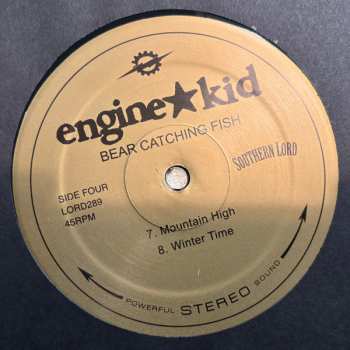 engine★kid
BEAR CATCHING FISH
SOUTHERN LORD
SIDE FOUR
LORD289
45RPM
7. Mountain High
8. Winter Time
POWERFUL STEREO SOUND